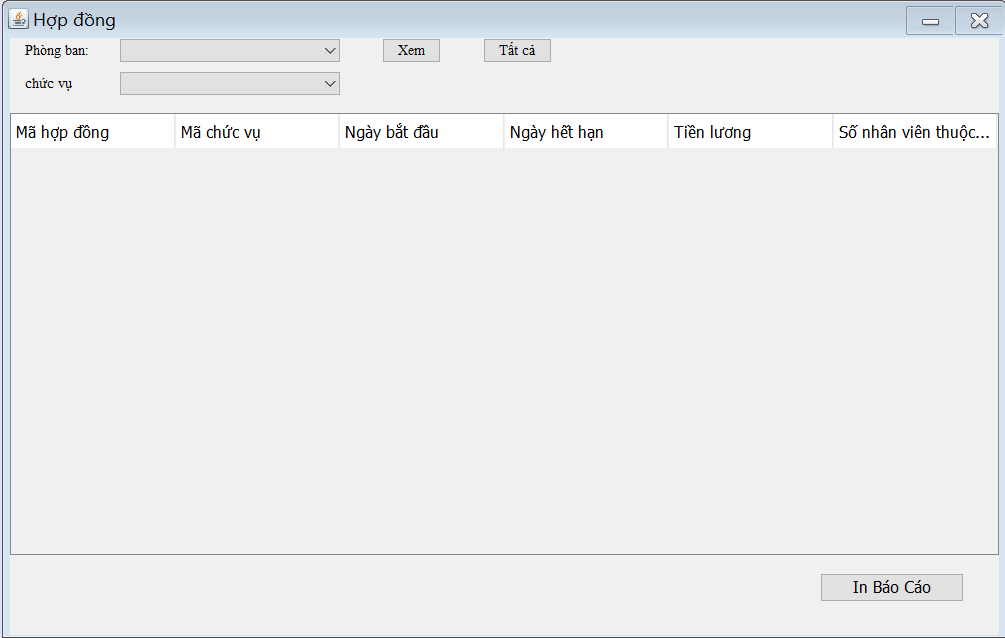 Hợp đồng
Phòng ban: Xem Tất cả
chức vụ
Mã hợp đồng Mã chức vụ Ngày bắt đầu Ngày hết hạn Tiền lương Số nhân viên thuộc...
In Báo Cáo